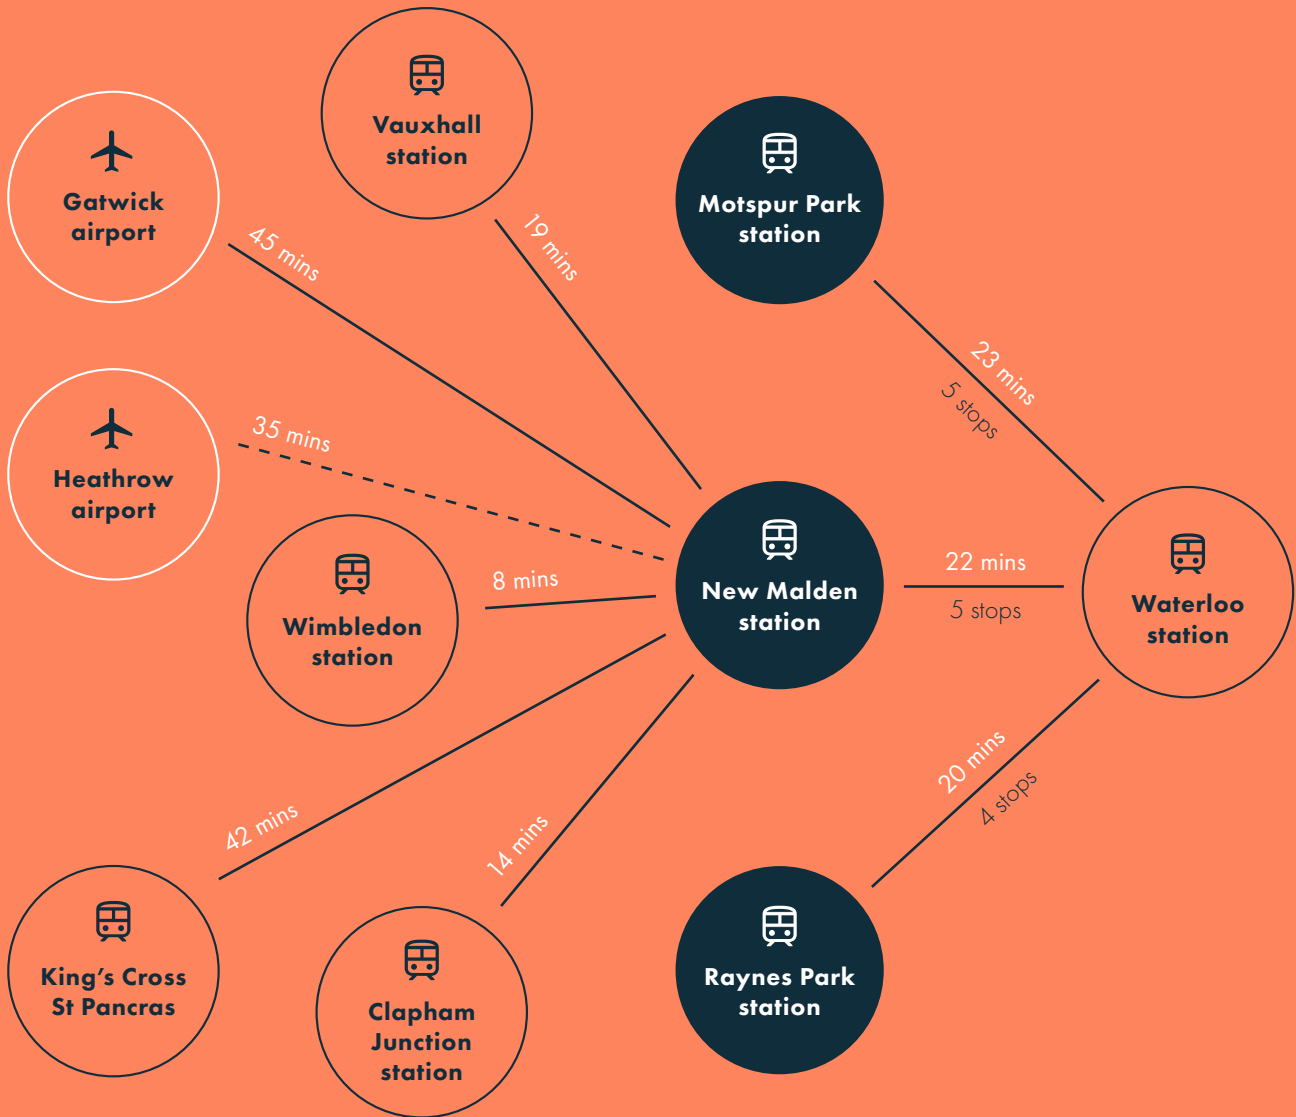 Vauxhall
station
Gatwick
airport
45 mins
19 mins
Motspur Park
station
23 mins
5 stops
Heathrow
airport
35 mins
Wimbledon
station
8 mins
New Malden
station
22 mins
5 stops
Waterloo
station
42 mins
14 mins
20 mins
4 stops
King’s Cross
St Pancras
Clapham
Junction
station
Raynes Park
station